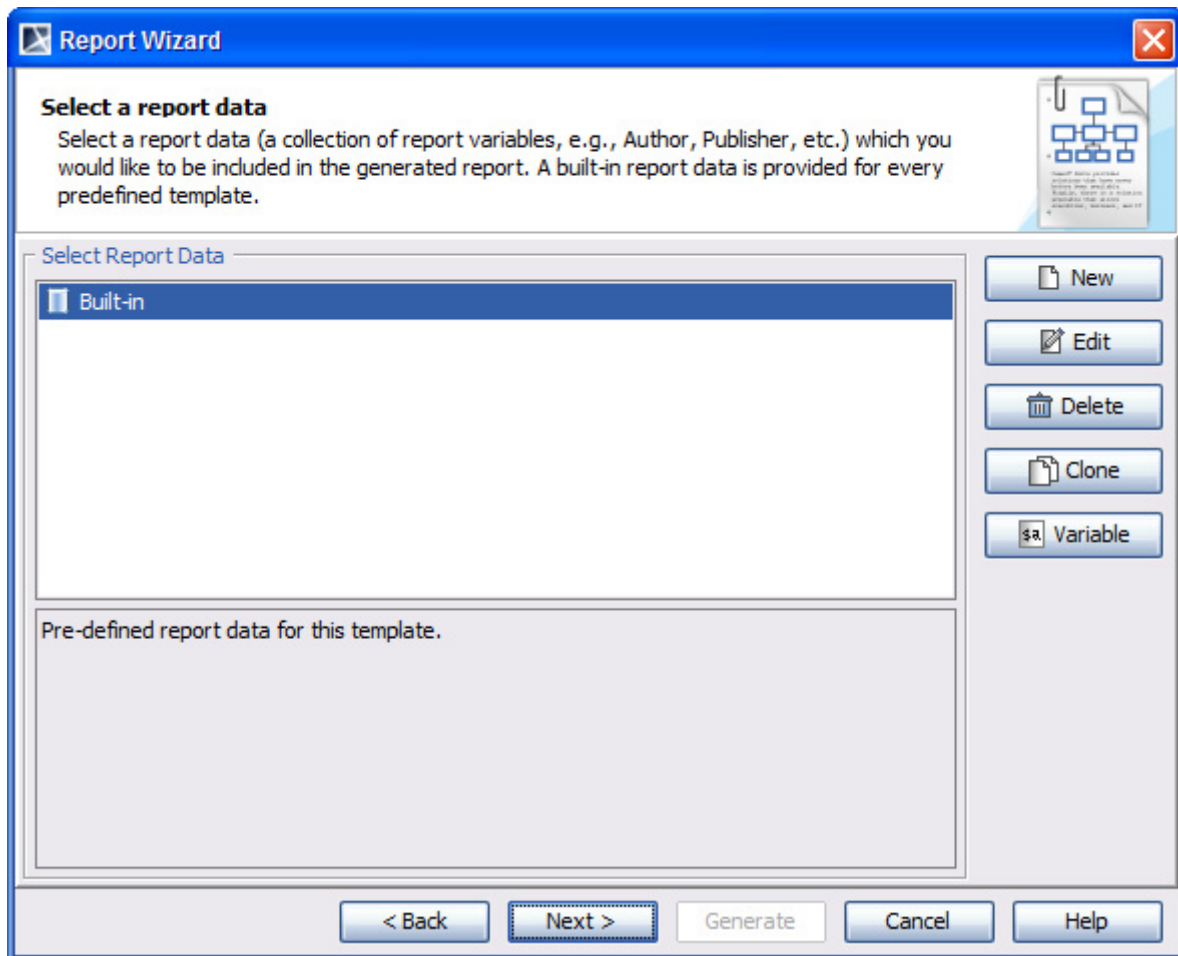 Report Wizard
Select a report data
Select a report data (a collection of report variables, e.g., Author, Publisher, etc.) which you
would like to be included in the generated report. A built-in report data is provided for every
predefined template.
Select Report Data
Built-in
New
Edit
Delete
Clone
$a Variable
Pre-defined report data for this template.
< Back
Next >
Generate
Cancel
Help